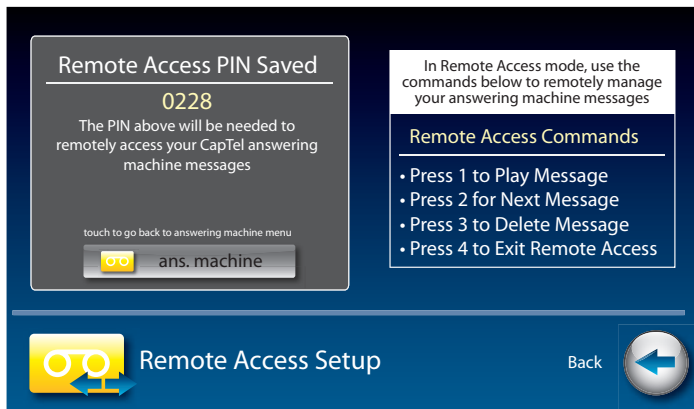 Remote Access PIN Saved
0228
The PIN above will be needed to
remotely access your CapTel answering
machine messages
touch to go back to answering machine menu
ans. machine
In Remote Access mode, use the
commands below to remotely manage
your answering machine messages
Remote Access Commands
• Press 1 to Play Message
• Press 2 for Next Message
• Press 3 to Delete Message
• Press 4 to Exit Remote Access
Remote Access Setup
Back